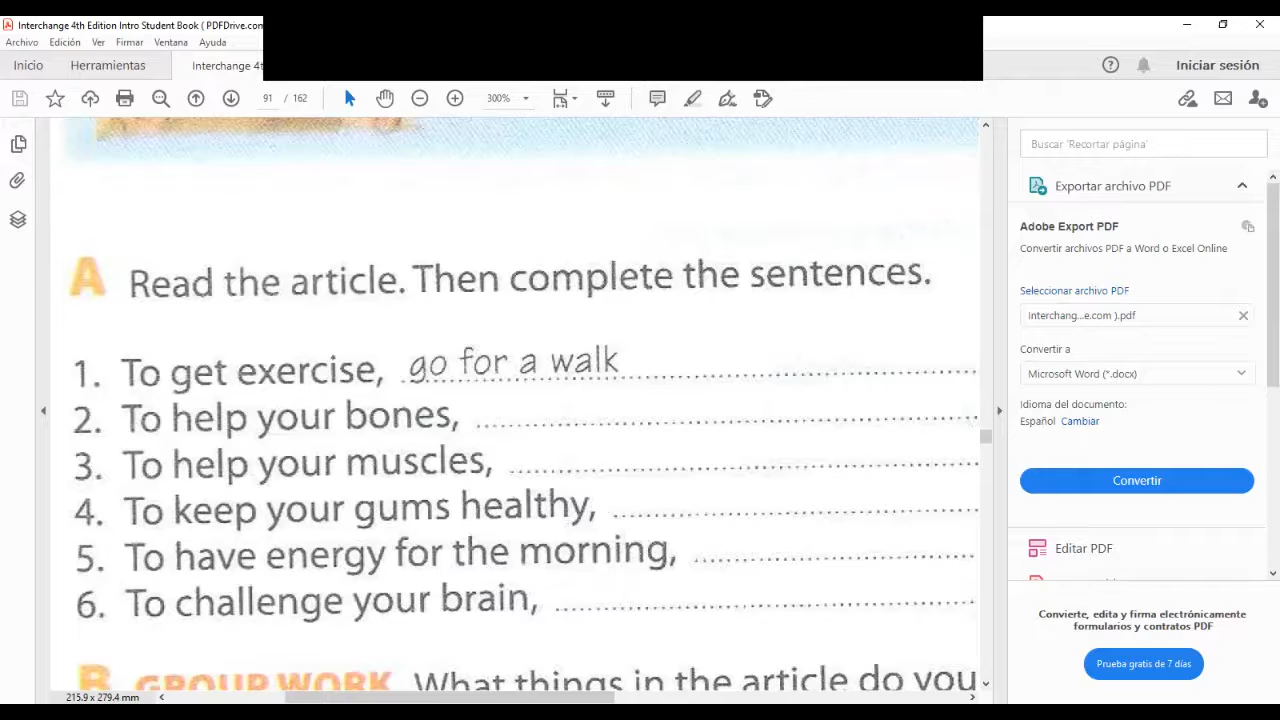 Interchange 4th Edition Intro Student Book ( PDFDrive.com
Archivo Edición Ver Firmar Ventana Ayuda
Inicio Herramientas Interchange 4t
Iniciar sesión
91 / 162 300%
Buscar 'Recortar página'
Exportar archivo PDF
Adobe Export PDF
Convertir archivos PDF a Word o Excel Online
Seleccionar archivo PDF
Interchang...e.com ).pdf
Convertir a
Microsoft Word (*.docx)
Idioma del documento:
Español Cambiar
Convertir
Editar PDF
Convierte, edita y firma electrónicamente
formularios y contratos PDF
Prueba gratis de 7 días
A Read the article. Then complete the sentences.
1. To get exercise, go for a walk
2. To help your bones,
3. To help your muscles,
4. To keep your gums healthy,
5. To have energy for the morning,
6. To challenge your brain,
B GROUP WORK What things in the article do you
215.9 x 279.4 mm